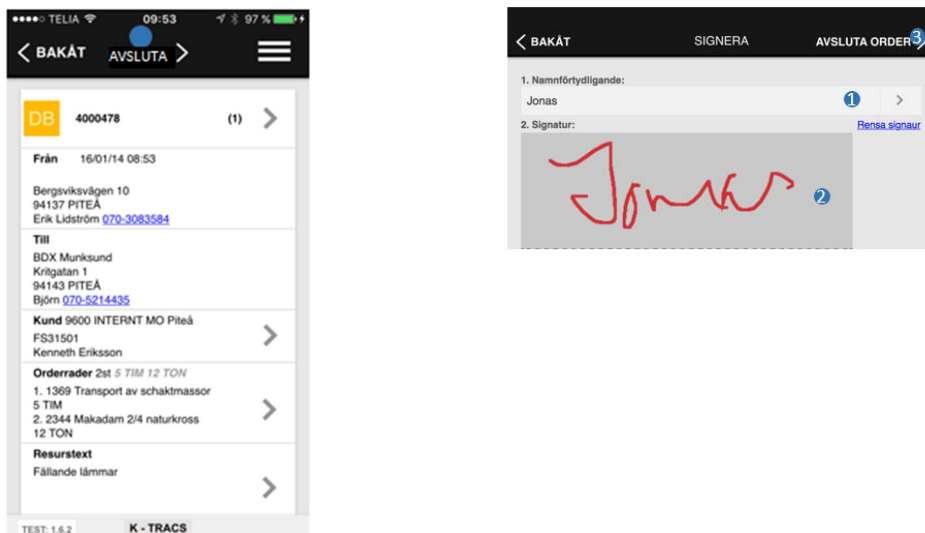 TELIA 09:53 97 %
BAKÅT AVSLUTA
DB 4000478 (1)
Från 16/01/14 08:53
Bergsviksvägen 10
94137 PITEÅ
Erik Lidström 070-3083584
Till
BDX Munksund
Kritgatan 1
94143 PITEÅ
Björn 070-5214435
Kund 9600 INTERNT MO Piteå
FS31501
Kenneth Eriksson
Orderrader 2st 5 TIM 12 TON
1. 1369 Transport av schaktmassor
5 TIM
2. 2344 Makadam 2/4 naturkross
12 TON
Resurstext
Fällande lämmar
TEST: 1.6.2 K - TRACS
BAKÅT SIGNERA AVSLUTA ORDER 3
1. Namnförtydligande:
Jonas 1
2. Signatur: Rensa signaur
Jonas 2